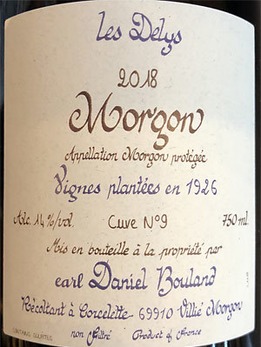 Les Delys
2018
Morgon
Appellation Morgon protégée
Vignes plantées en 1926
Alc. 14%/vol. Cuve N°9 750 ml.
Mis en bouteille à la propriété par
earl Daniel Bouland
Récoltant à Corcelette - 69910 Villié Morgon
non filtré Product of France